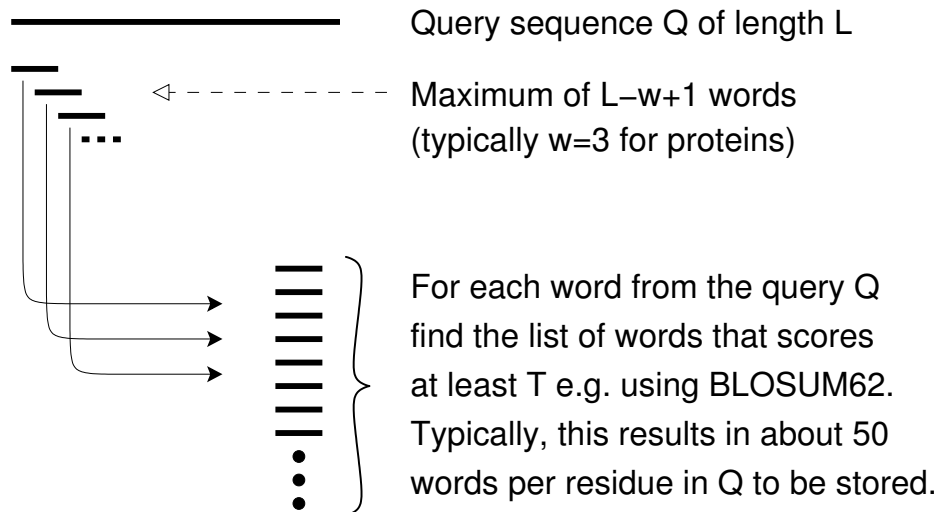 Query sequence Q of length L
Maximum of L−w+1 words
(typically w=3 for proteins)
For each word from the query Q
find the list of words that scores
at least T e.g. using BLOSUM62.
Typically, this results in about 50
words per residue in Q to be stored.